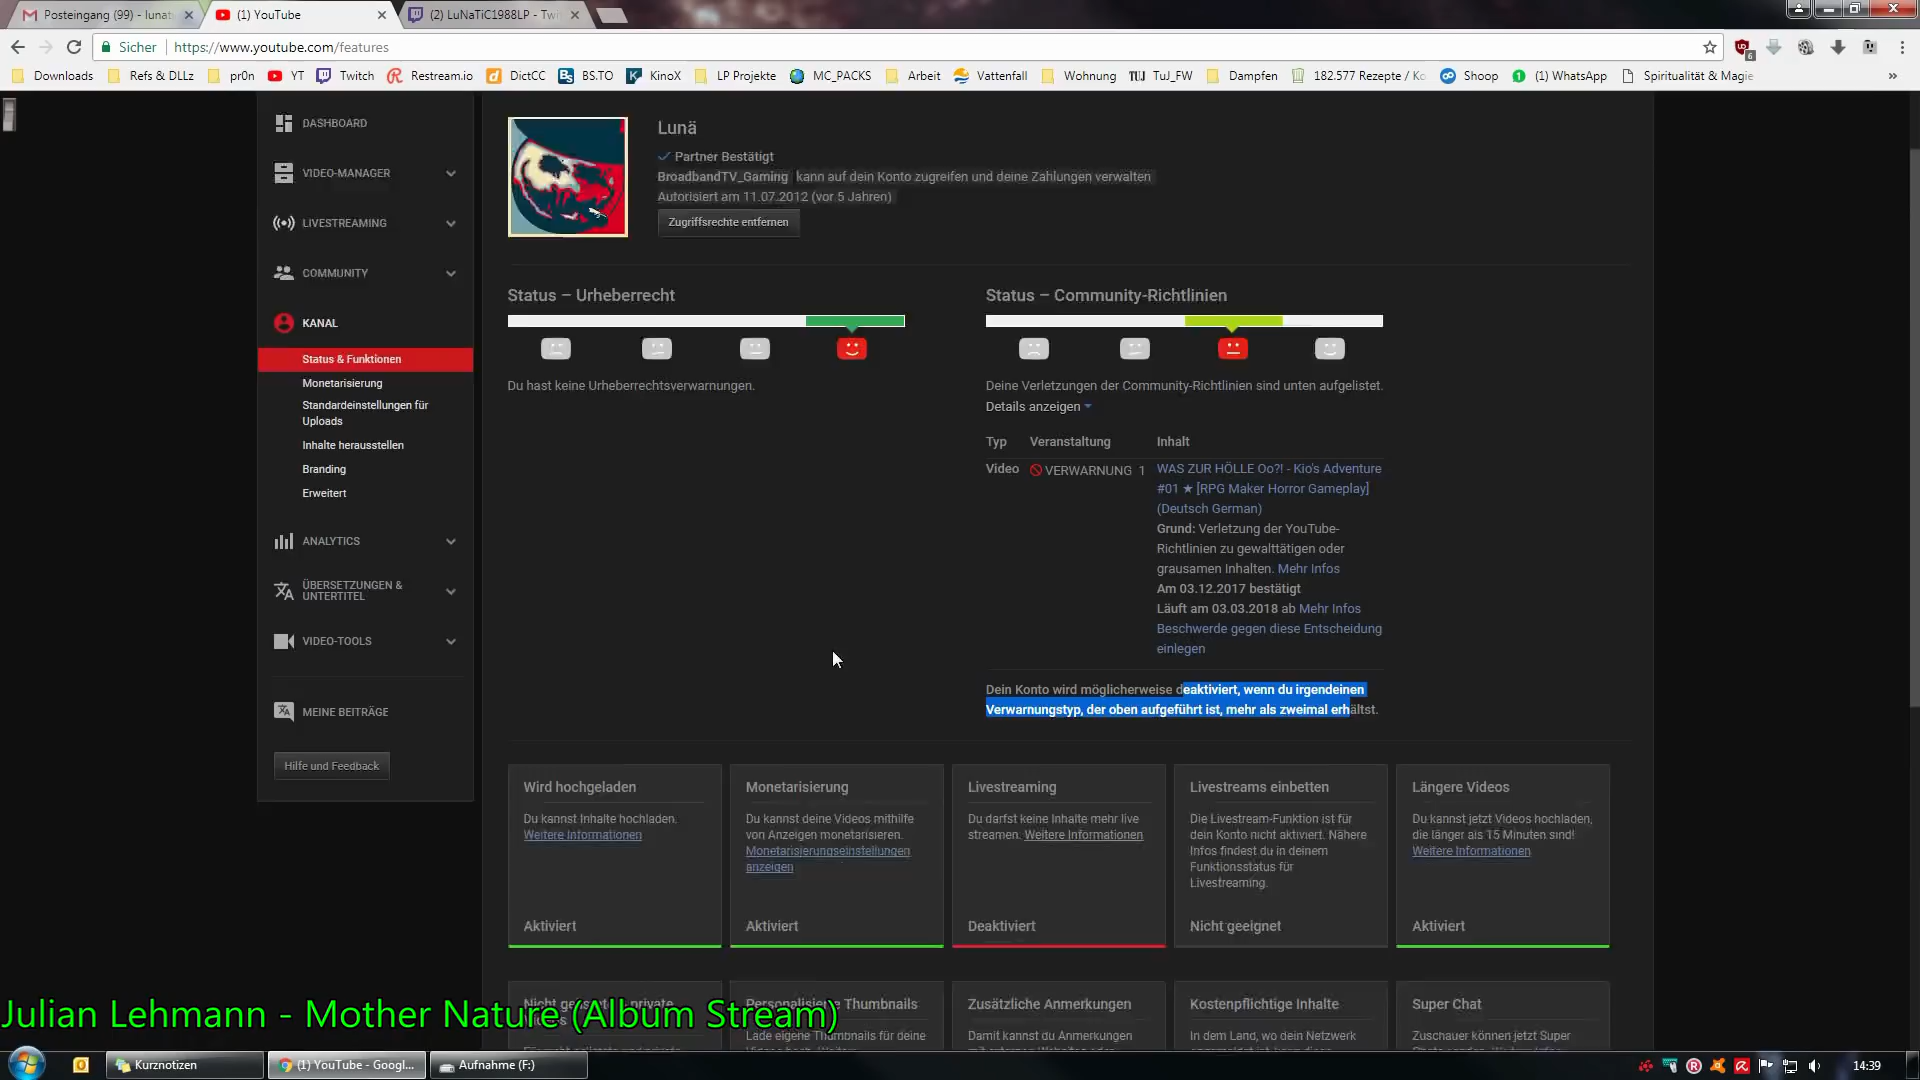 Posteingang (99) - lunat
(1) YouTube
(2) LuNaTiC1988LP - Twi
Sicher
https://www.youtube.com/features
Downloads
Refs & DLLz
pr0n
YT
Twitch
Restream.io
DictCC
BS.TO
KinoX
LP Projekte
MC_PACKS
Arbeit
Vattenfall
Wohnung
TUJ TuJ_FW
Dampfen
182.577 Rezepte / Ko
Shoop
(1) WhatsApp
Spiritualität & Magie
»
DASHBOARD
VIDEO-MANAGER
LIVESTREAMING
COMMUNITY
KANAL
Status & Funktionen
Monetarisierung
Standardeinstellungen für
Uploads
Inhalte herausstellen
Branding
Erweitert
ANALYTICS
ÜBERSETZUNGEN &
UNTERTITEL
VIDEO-TOOLS
MEINE BEITRÄGE
Hilfe und Feedback
Lunä
Partner Bestätigt
BroadbandTV_Gaming kann auf dein Konto zugreifen und deine Zahlungen verwalten
Autorisiert am 11.07.2012 (vor 5 Jahren)
Zugriffsrechte entfernen
Status – Urheberrecht
Du hast keine Urheberrechtsverwarnungen.
Status – Community-Richtlinien
Deine Verletzungen der Community-Richtlinien sind unten aufgelistet.
Details anzeigen
Typ Veranstaltung Inhalt
Video VERWARNUNG 1 WAS ZUR HÖLLE Oo?! - Kio's Adventure
#01 ★ [RPG Maker Horror Gameplay]
(Deutsch German)
Grund: Verletzung der YouTube-
Richtlinien zu gewalttätigen oder
grausamen Inhalten. Mehr Infos
Am 03.12.2017 bestätigt
Läuft am 03.03.2018 ab Mehr Infos
Beschwerde gegen diese Entscheidung
einlegen
Dein Konto wird möglicherweise deaktiviert, wenn du irgendeinen
Verwarnungstyp, der oben aufgeführt ist, mehr als zweimal erhältst.
Wird hochgeladen
Du kannst Inhalte hochladen.
Weitere Informationen
Aktiviert
Monetarisierung
Du kannst deine Videos mithilfe
von Anzeigen monetarisieren.
Monetarisierungseinstellungen
anzeigen
Aktiviert
Livestreaming
Du darfst keine Inhalte mehr live
streamen. Weitere Informationen
Deaktiviert
Livestreams einbetten
Die Livestream-Funktion ist für
dein Konto nicht aktiviert. Nähere
Infos findest du in deinem
Funktionsstatus für
Livestreaming.
Nicht geeignet
Längere Videos
Du kannst jetzt Videos hochladen,
die länger als 15 Minuten sind!
Weitere Informationen
Aktiviert
Personalisierte Thumbnails
Lade eigene Thumbnails für deine
Zusätzliche Anmerkungen
Damit kannst du Anmerkungen
Kostenpflichtige Inhalte
In dem Land, wo dein Netzwerk
Super Chat
Zuschauer können jetzt Super
Julian Lehmann - Mother Nature (Album Stream)
Kurznotizen
(1) YouTube - Googl...
Aufnahme (F:)
14:39